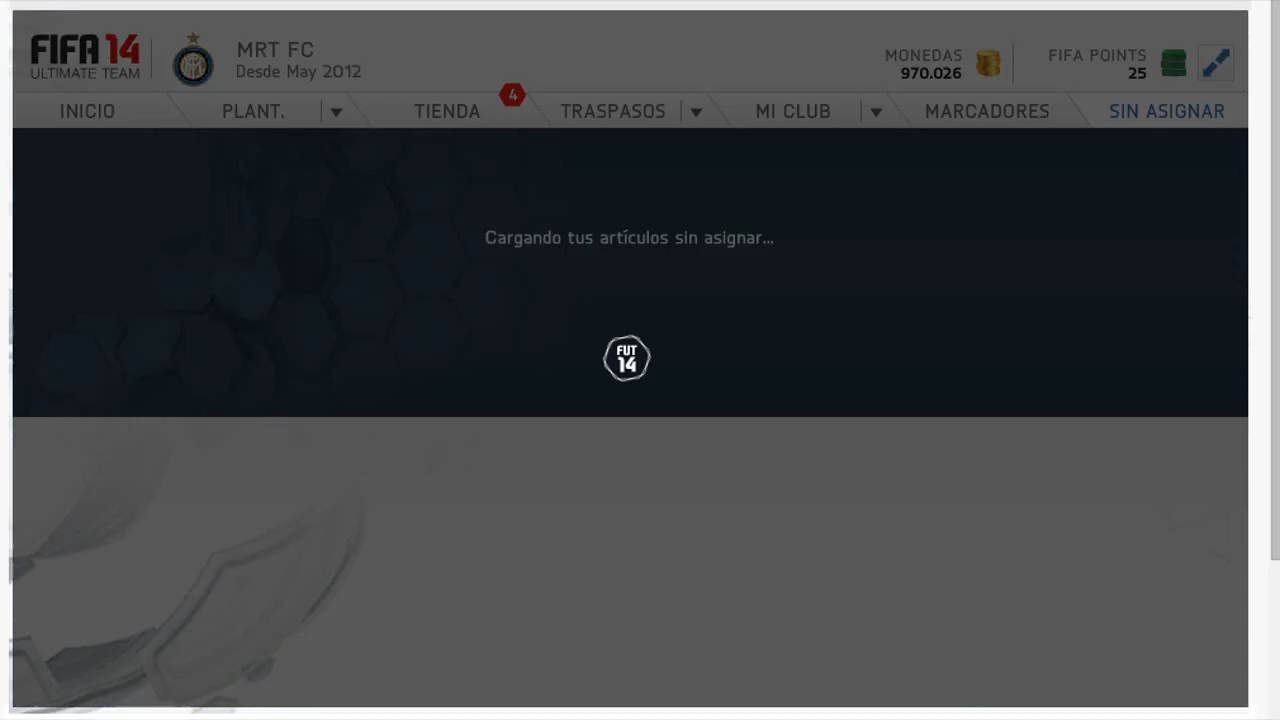 FIFA 14
ULTIMATE TEAM
MRT FC
Desde May 2012
MONEDAS
970.026
FIFA POINTS
25
INICIO
PLANT.
TIENDA
4
TRASPASOS
MI CLUB
MARCADORES
SIN ASIGNAR
Cargando tus artículos sin asignar...
FUT
14